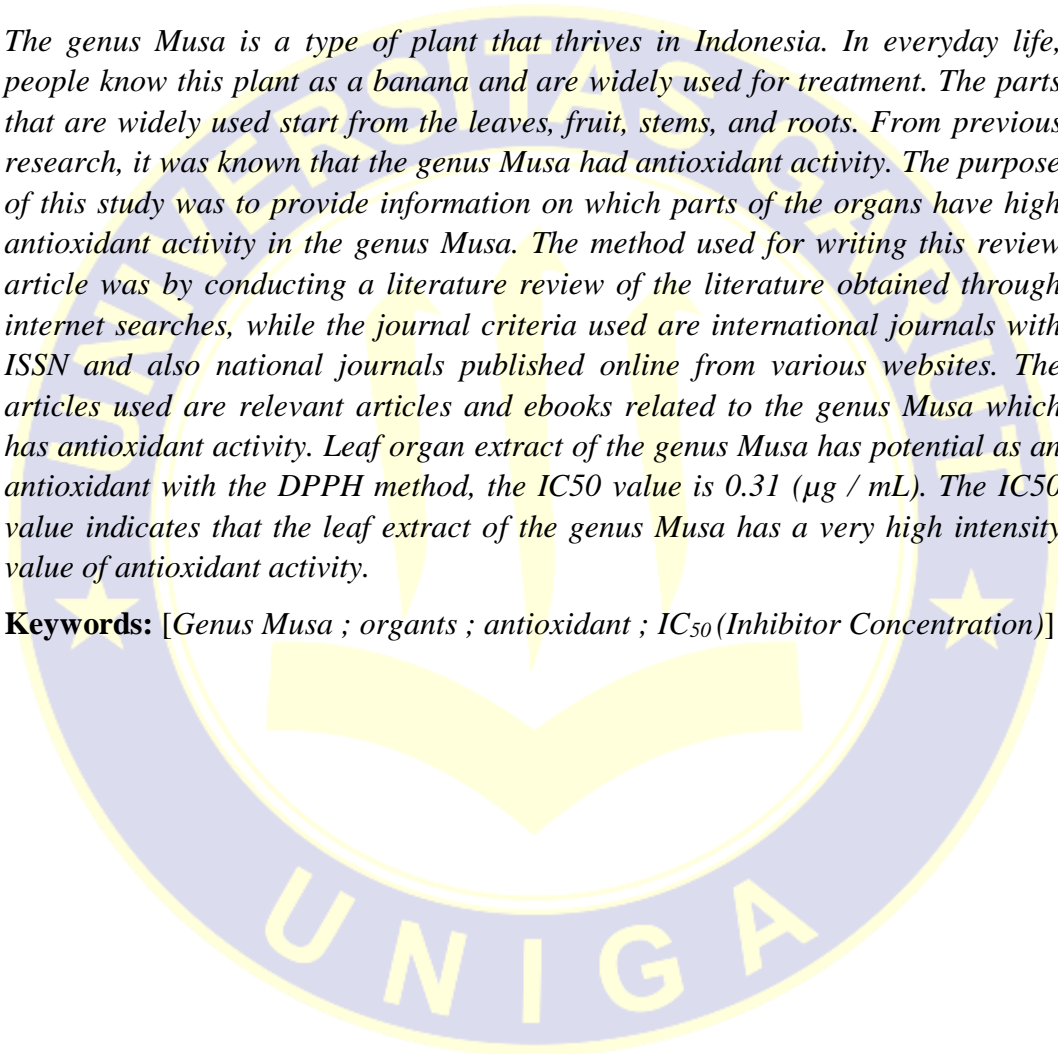 The genus Musa is a type of plant that thrives in Indonesia. In everyday life,
people know this plant as a banana and are widely used for treatment. The parts
that are widely used start from the leaves, fruit, stems, and roots. From previous
research, it was known that the genus Musa had antioxidant activity. The purpose
of this study was to provide information on which parts of the organs have high
antioxidant activity in the genus Musa. The method used for writing this review
article was by conducting a literature review of the literature obtained through
internet searches, while the journal criteria used are international journals with
ISSN and also national journals published online from various websites. The
articles used are relevant articles and ebooks related to the genus Musa which
has antioxidant activity. Leaf organ extract of the genus Musa has potential as an
antioxidant with the DPPH method, the IC50 value is 0.31 (µg / mL). The IC50
value indicates that the leaf extract of the genus Musa has a very high intensity
value of antioxidant activity.
Keywords: [Genus Musa ; organts ; antioxidant ; IC50 (Inhibitor Concentration)]
UNIVERSITAS GARUT
UNIGA